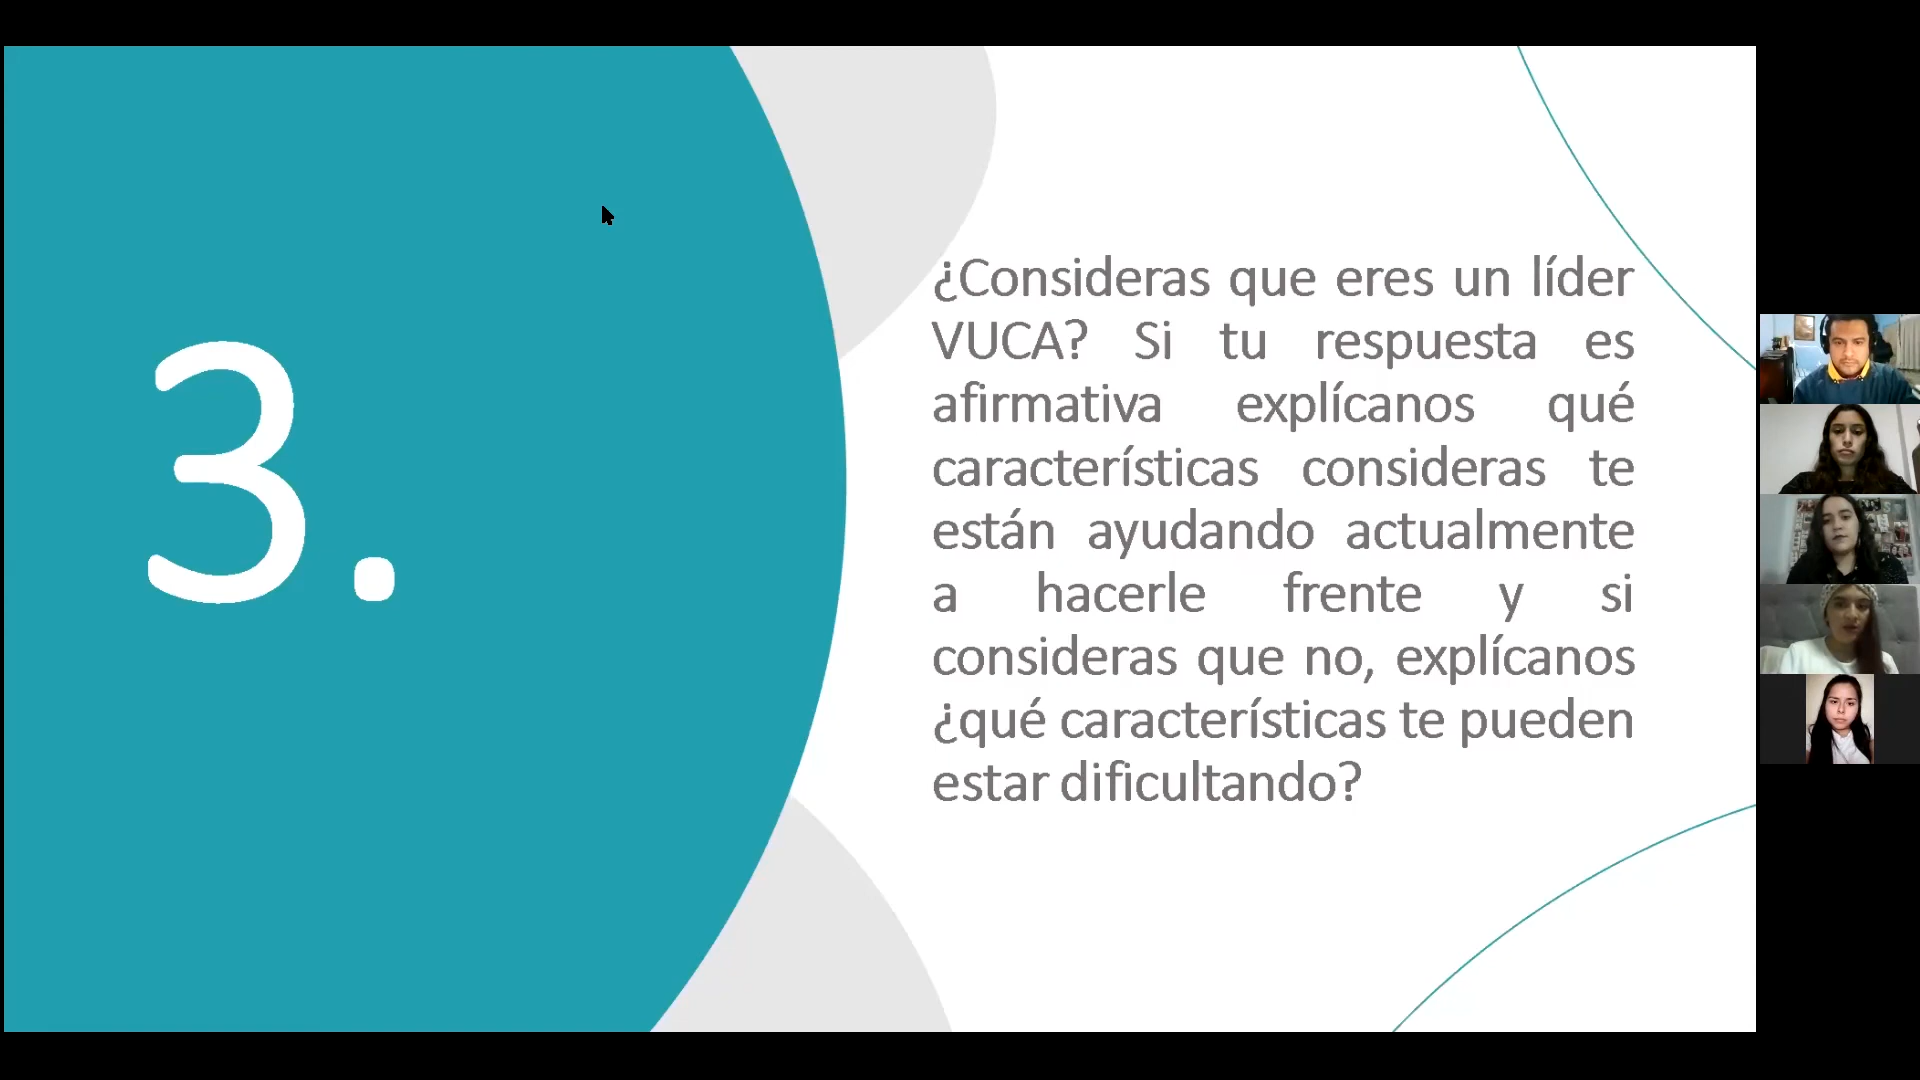 3.
¿Consideras que eres un líder
VUCA? Si tu respuesta es
afirmativa explícanos qué
características consideras te
están ayudando actualmente
a hacerle frente y si
consideras que no, explícanos
¿qué características te pueden
estar dificultando?